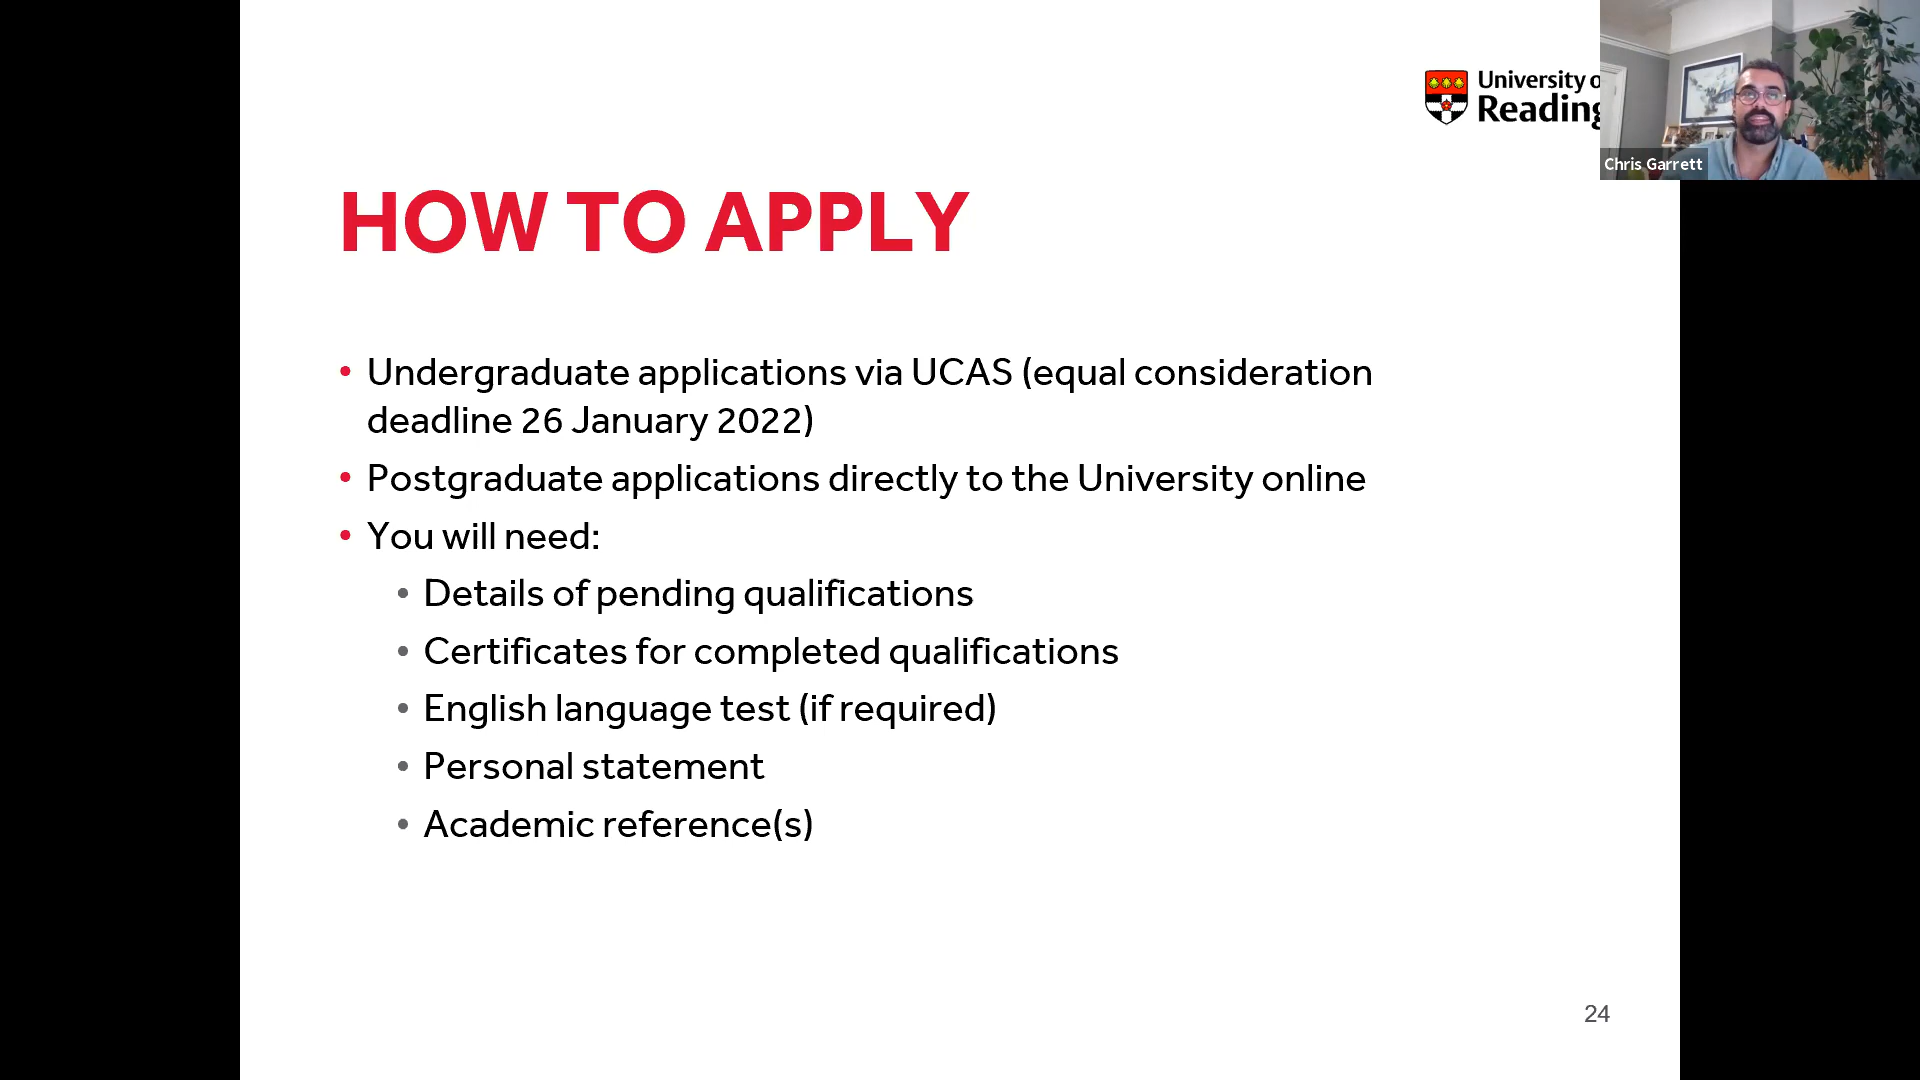 University o
Reading
Chris Garrett
HOW TO APPLY
• Undergraduate applications via UCAS (equal consideration
deadline 26 January 2022)
• Postgraduate applications directly to the University online
• You will need:
• Details of pending qualifications
• Certificates for completed qualifications
• English language test (if required)
• Personal statement
• Academic reference(s)
24